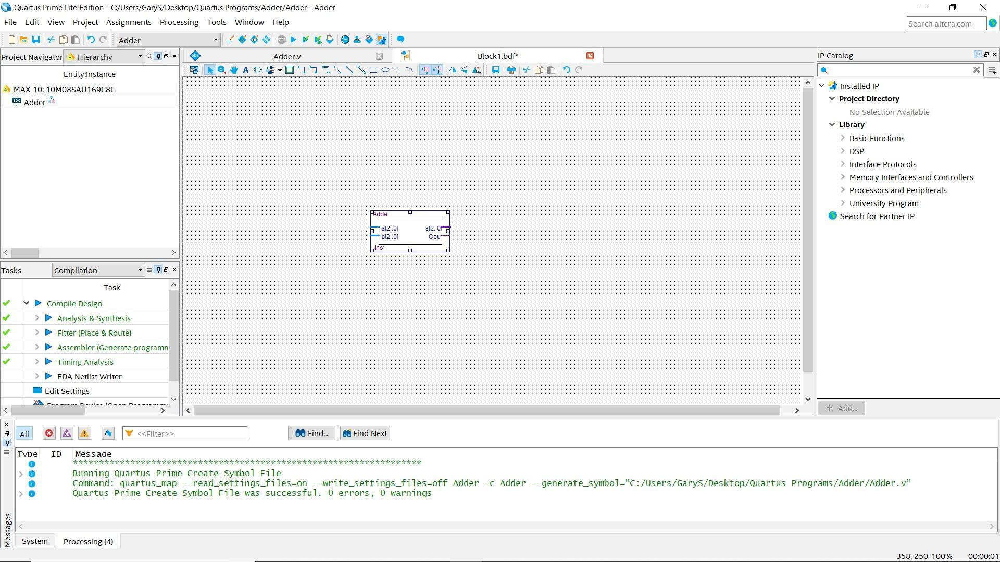 Quartus Prime Lite Edition - C:/Users/GaryS/Desktop/Quartus Programs/Adder/Adder - Adder
File Edit View Project Assignments Processing Tools Window Help
Search altera.com
Adder
Project Navigator Hierarchy
Entity:Instance
MAX 10: 10M08SAU169C8G
abc Adder
Tasks Compilation
Task
Compile Design
Analysis & Synthesis
Fitter (Place & Route)
Assembler (Generate programm
Timing Analysis
EDA Netlist Writer
Edit Settings
abc Adder.v
Block1.bdf*
Adde
a[2..0] s[2..0
b[2..0] Cou
ins
IP Catalog
Installed IP
Project Directory
No Selection Available
Library
Basic Functions
DSP
Interface Protocols
Memory Interfaces and Controllers
Processors and Peripherals
University Program
Search for Partner IP
+ Add...
All <<Filter>> Find... Find Next
Type ID Message
*******************************************************************
Running Quartus Prime Create Symbol File
Command: quartus_map --read_settings_files=on --write_settings_files=off Adder -c Adder --generate_symbol="C:/Users/GaryS/Desktop/Quartus Programs/Adder/Adder.v"
Quartus Prime Create Symbol File was successful. 0 errors, 0 warnings
Messages
System Processing (4)
358, 250 100% 00:00:01